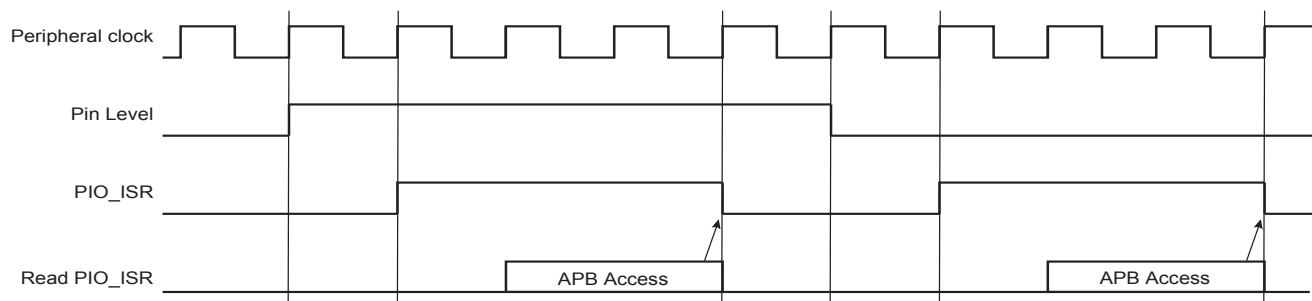 Peripheral clock
Pin Level
PIO_ISR
Read PIO_ISR
APB Access
APB Access